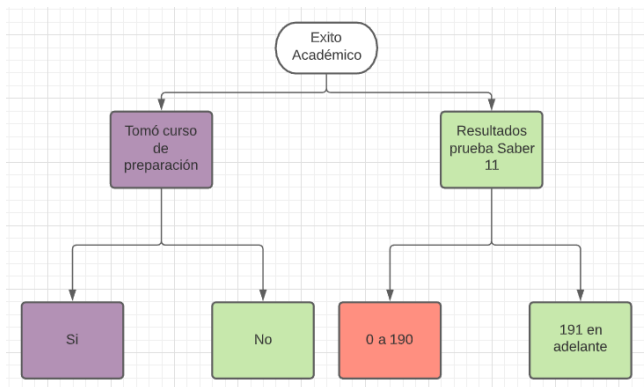 Exito
Académico
Tomó curso
de
preparación
Resultados
prueba Saber
11
Si
No
0 a 190
191 en
adelante